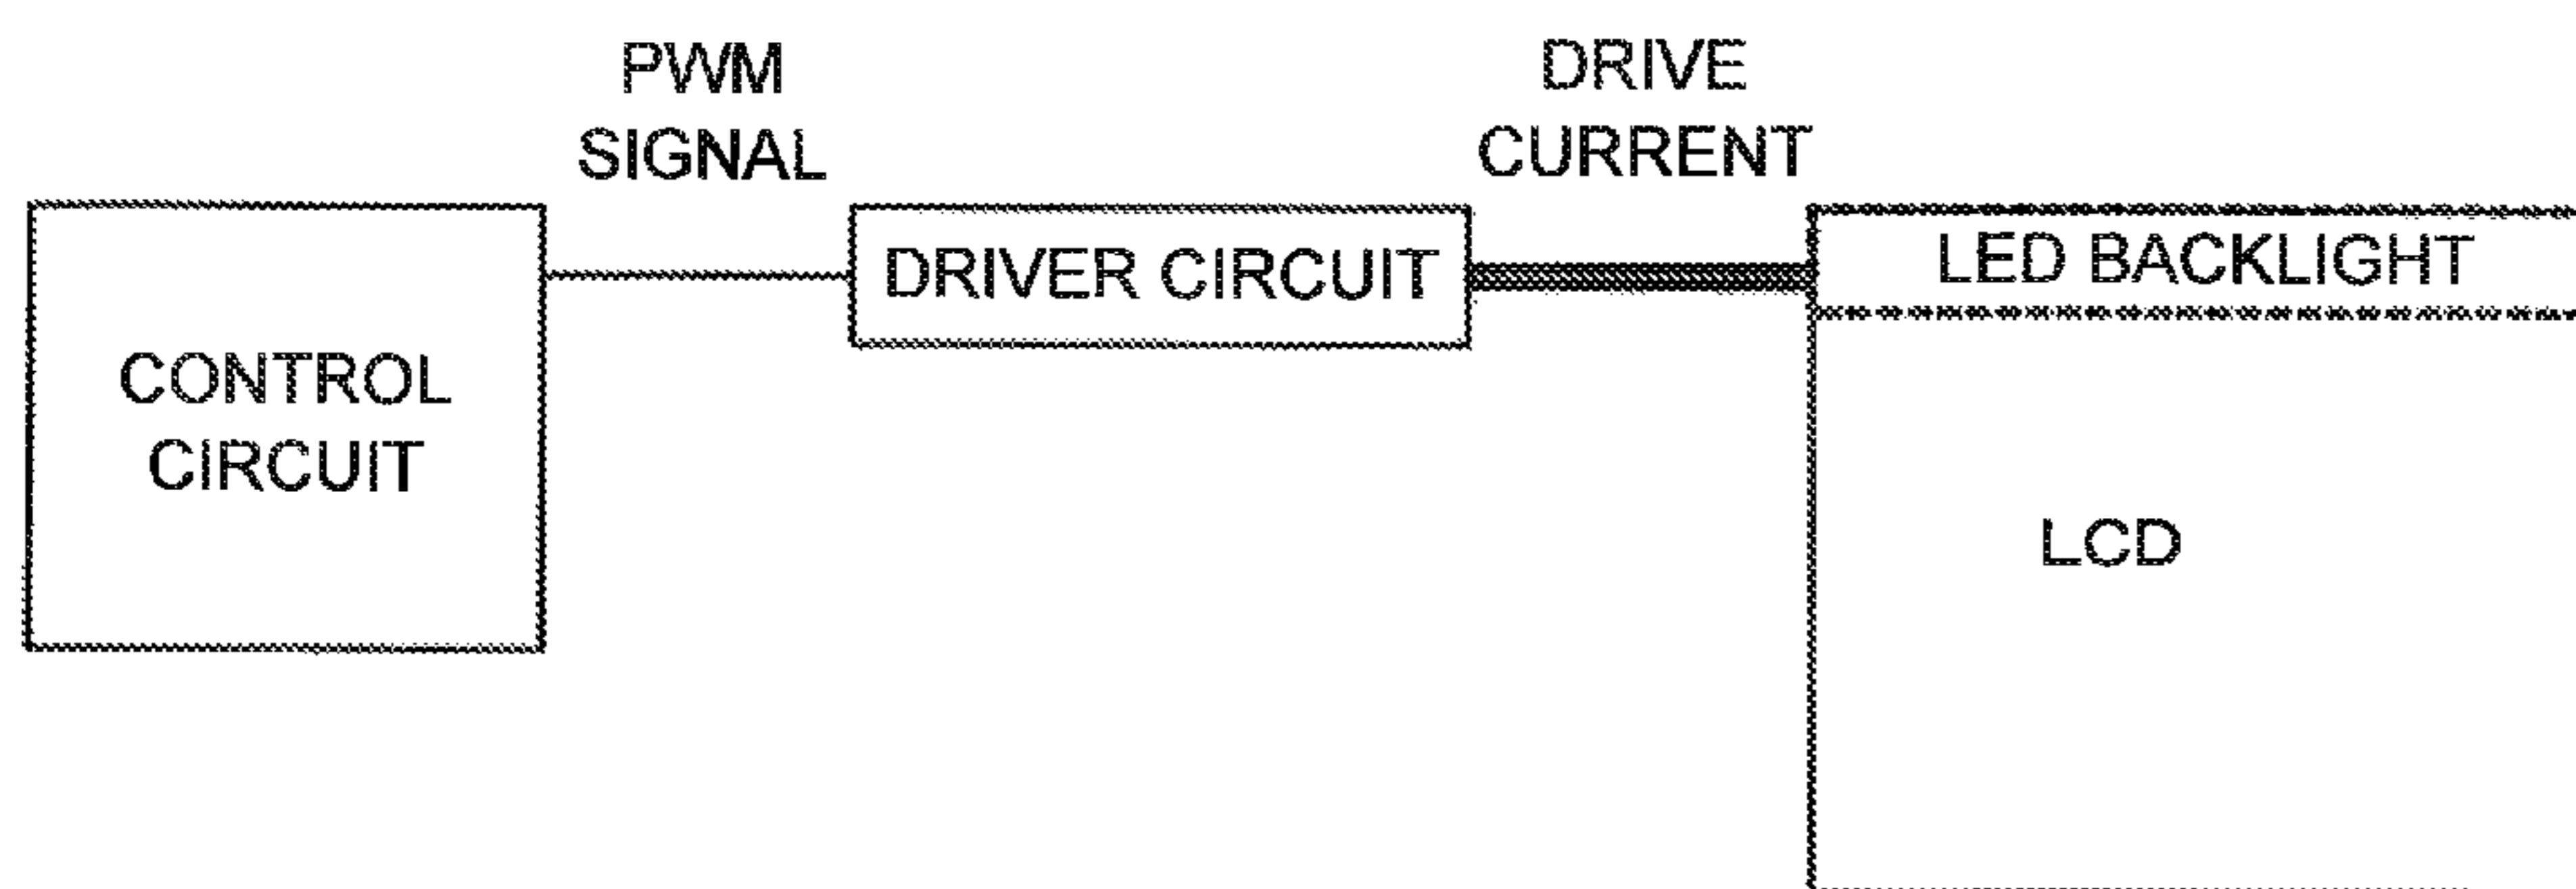 PWM
SIGNAL
DRIVE
CURRENT
CONTROL
CIRCUIT
DRIVER CIRCUIT
LED BACKLIGHT
LCD